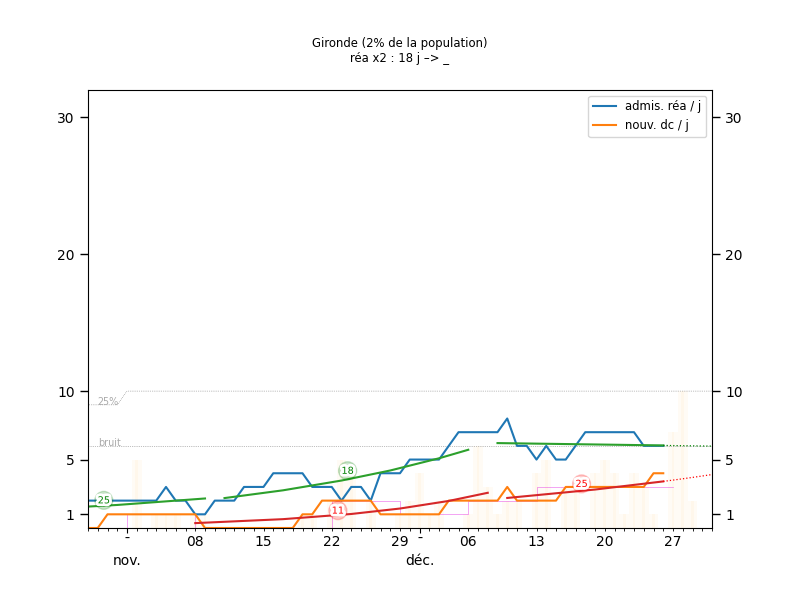 Gironde (2% de la population)
réa x2 : 18 j –> _
admis. réa / j
nouv. dc / j
30 30
20 20
10 10
25%
bruit
5 5
18
25
25
11
1 1
- 08 15 22 29 - 06 13 20 27
nov. déc.